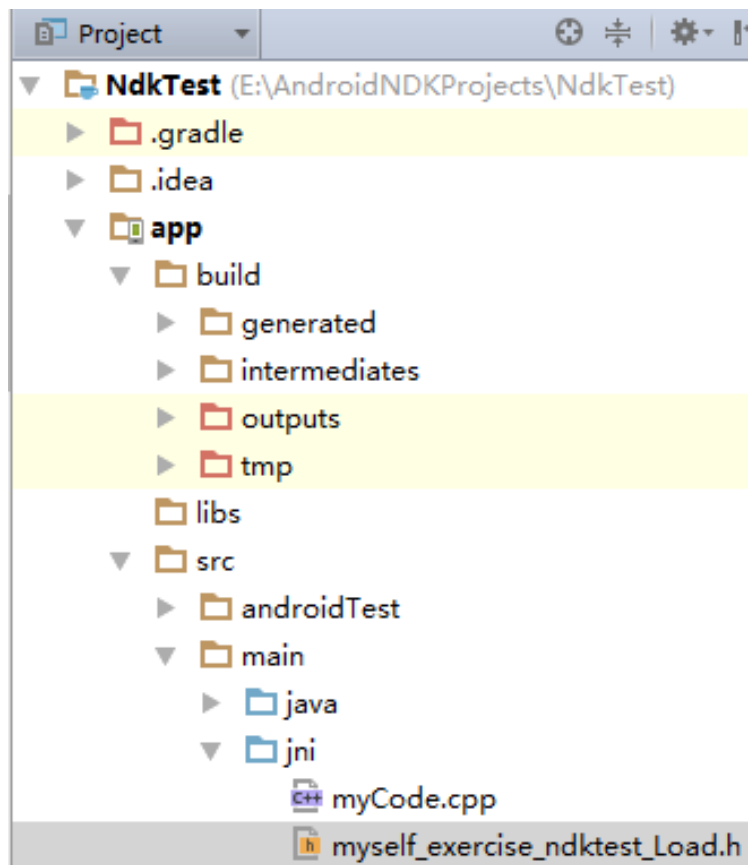 Project
NdkTest (E:\AndroidNDKProjects\NdkTest)
.gradle
.idea
app
build
generated
intermediates
outputs
tmp
libs
src
androidTest
main
java
jni
C++ myCode.cpp
h myself_exercise_ndktest_Load.h